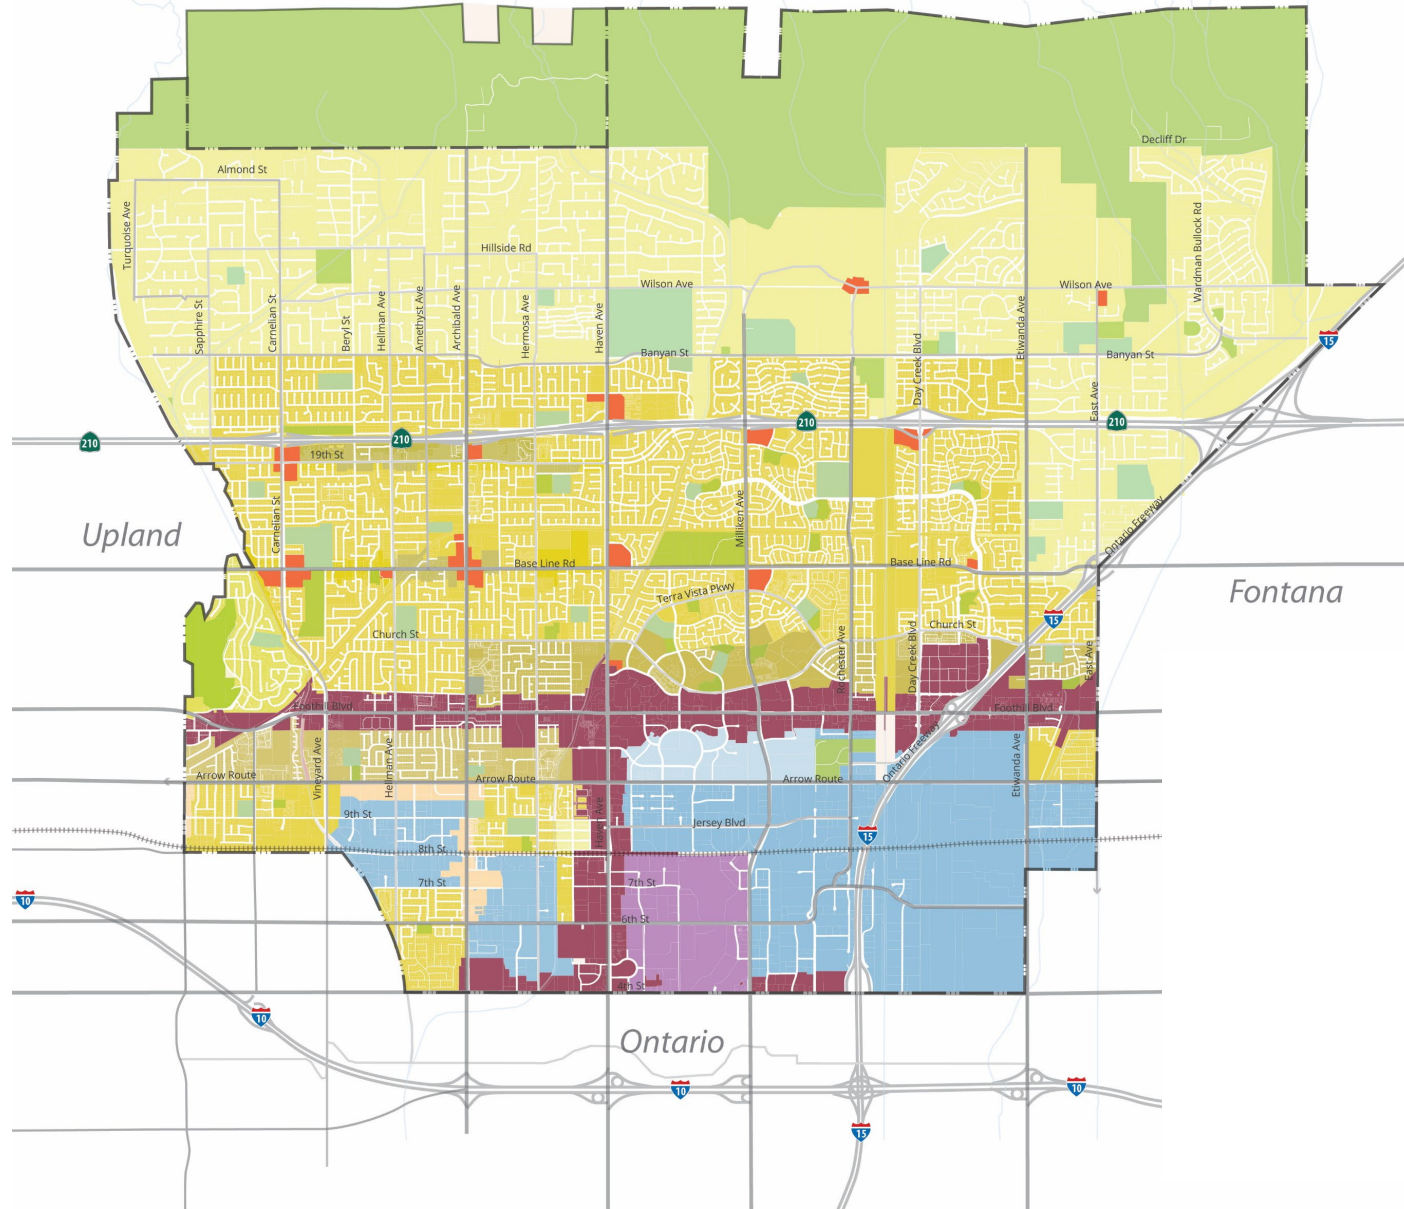 Decliff Dr
Almond St
Turquoise Ave
Wardman Bullock Rd
Hillside Rd
Wilson Ave
Wilson Ave
Sapphire St
Carnelian St
Beryl St
Hellman Ave
Amethyst Ave
Archibald Ave
Hermosa Ave
Haven Ave
Etiwanda Ave
15
Banyan St
Banyan St
Day Creek Blvd
East Ave
210
210
210
210
19th St
Carnelian St
Milliken Ave
Ontario Freeway
Upland
Base Line Rd
Base Line Rd
Fontana
Terra Vista Pkwy
15
Church St
Church St
Rochester Ave
Day Creek Blvd
East Ave
Foothill Blvd
Foothill Blvd
Ontario Freeway
Vineyard Ave
Hellman Ave
Etiwanda Ave
Arrow Route
Arrow Route
Arrow Route
9th St
Haven Ave
Jersey Blvd
15
8th St
7th St
7th St
10
6th St
4th St
10
Ontario
10
10
15